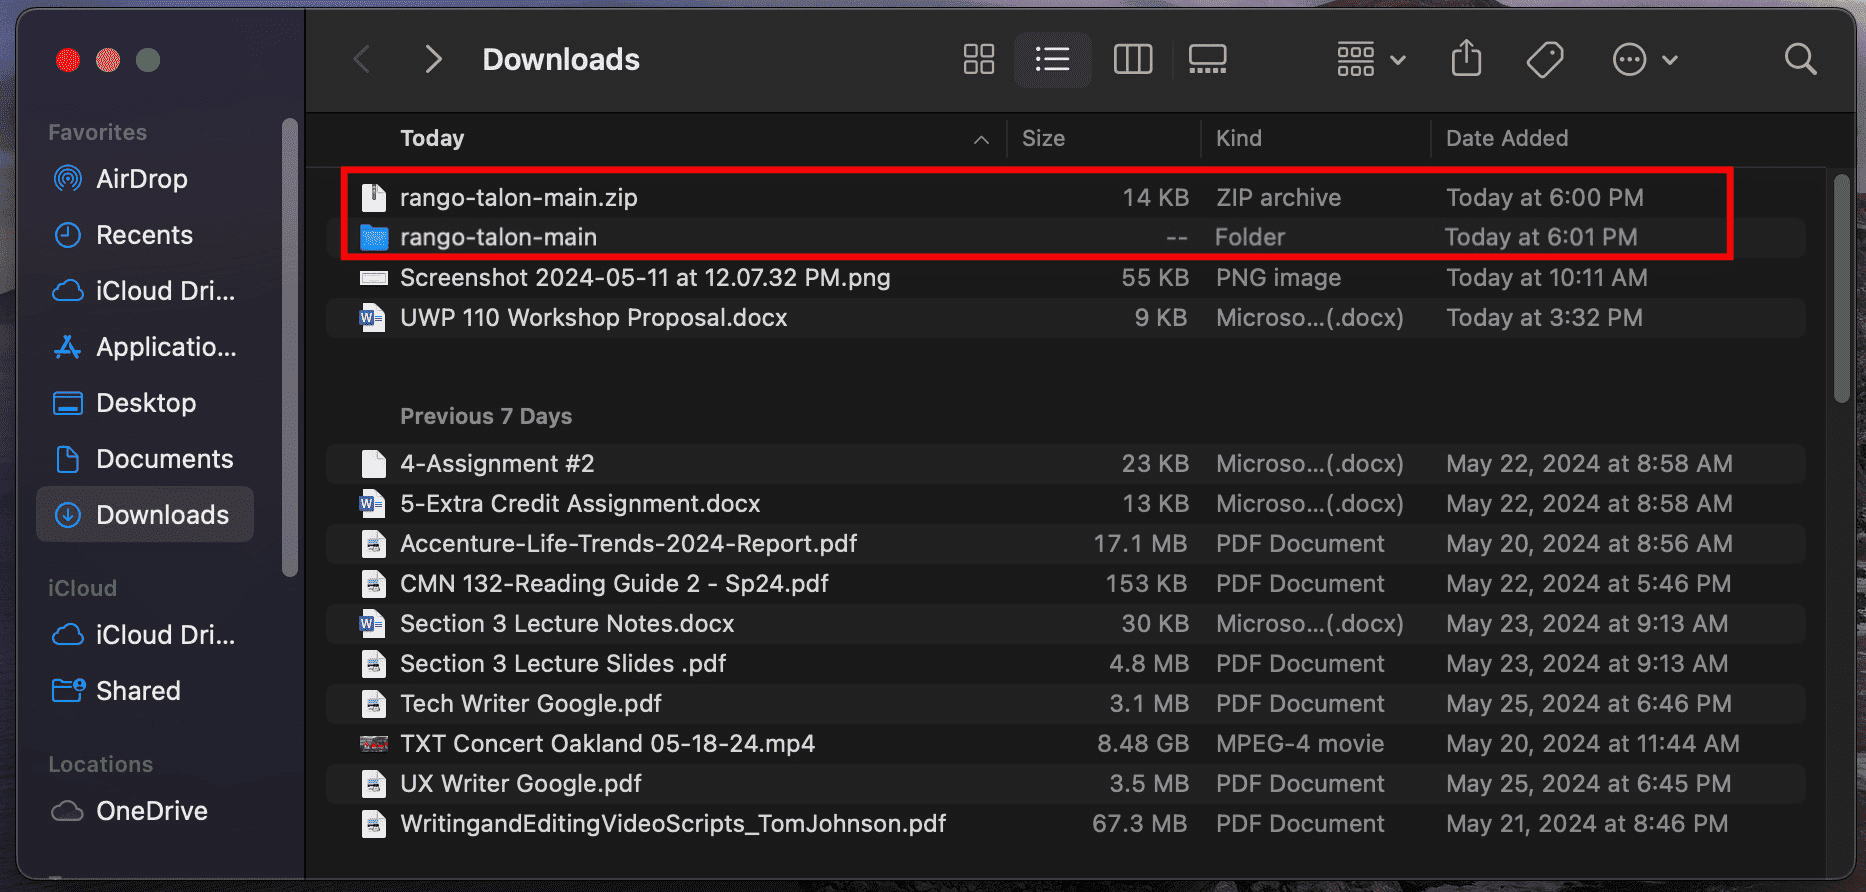 Downloads
Favorites
AirDrop
Recents
iCloud Dri...
Applicatio...
Desktop
Documents
Downloads
iCloud
iCloud Dri...
Shared
Locations
OneDrive
Today Size Kind Date Added
rango-talon-main.zip 14 KB ZIP archive Today at 6:00 PM
rango-talon-main -- Folder Today at 6:01 PM
Screenshot 2024-05-11 at 12.07.32 PM.png 55 KB PNG image Today at 10:11 AM
UWP 110 Workshop Proposal.docx 9 KB Microso...(.docx) Today at 3:32 PM
Previous 7 Days
4-Assignment #2 23 KB Microso...(.docx) May 22, 2024 at 8:58 AM
5-Extra Credit Assignment.docx 13 KB Microso...(.docx) May 22, 2024 at 8:58 AM
Accenture-Life-Trends-2024-Report.pdf 17.1 MB PDF Document May 20, 2024 at 8:56 AM
CMN 132-Reading Guide 2 - Sp24.pdf 153 KB PDF Document May 22, 2024 at 5:46 PM
Section 3 Lecture Notes.docx 30 KB Microso...(.docx) May 23, 2024 at 9:13 AM
Section 3 Lecture Slides .pdf 4.8 MB PDF Document May 23, 2024 at 9:13 AM
Tech Writer Google.pdf 3.1 MB PDF Document May 25, 2024 at 6:46 PM
TXT Concert Oakland 05-18-24.mp4 8.48 GB MPEG-4 movie May 20, 2024 at 11:44 AM
UX Writer Google.pdf 3.5 MB PDF Document May 25, 2024 at 6:45 PM
WritingandEditingVideoScripts_TomJohnson.pdf 67.3 MB PDF Document May 21, 2024 at 8:46 PM